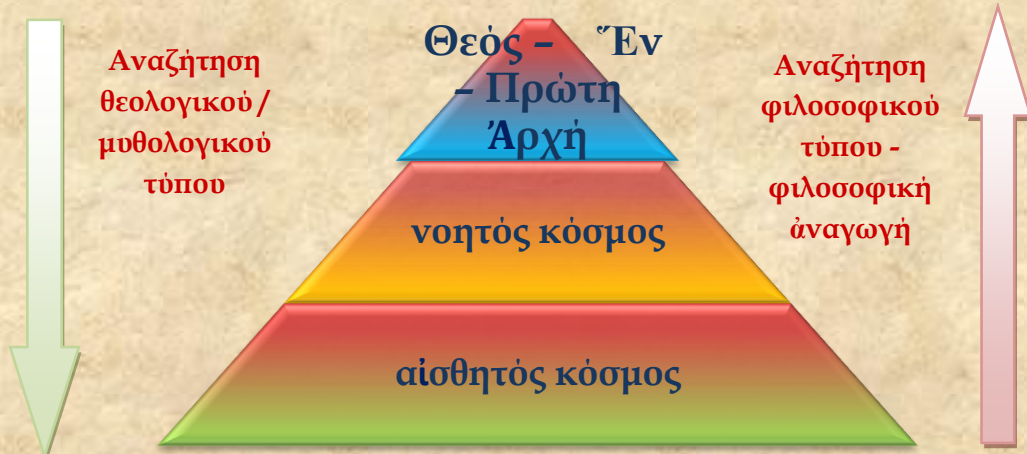 Αναζήτηση
θεολογικού /
μυθολογικού
τύπου
Θεός – Ἕν
– Πρώτη
Ἀρχή
νοητός κόσμος
αἰσθητός κόσμος
Αναζήτηση
φιλοσοφικού
τύπου -
φιλοσοφική
ἀναγωγή